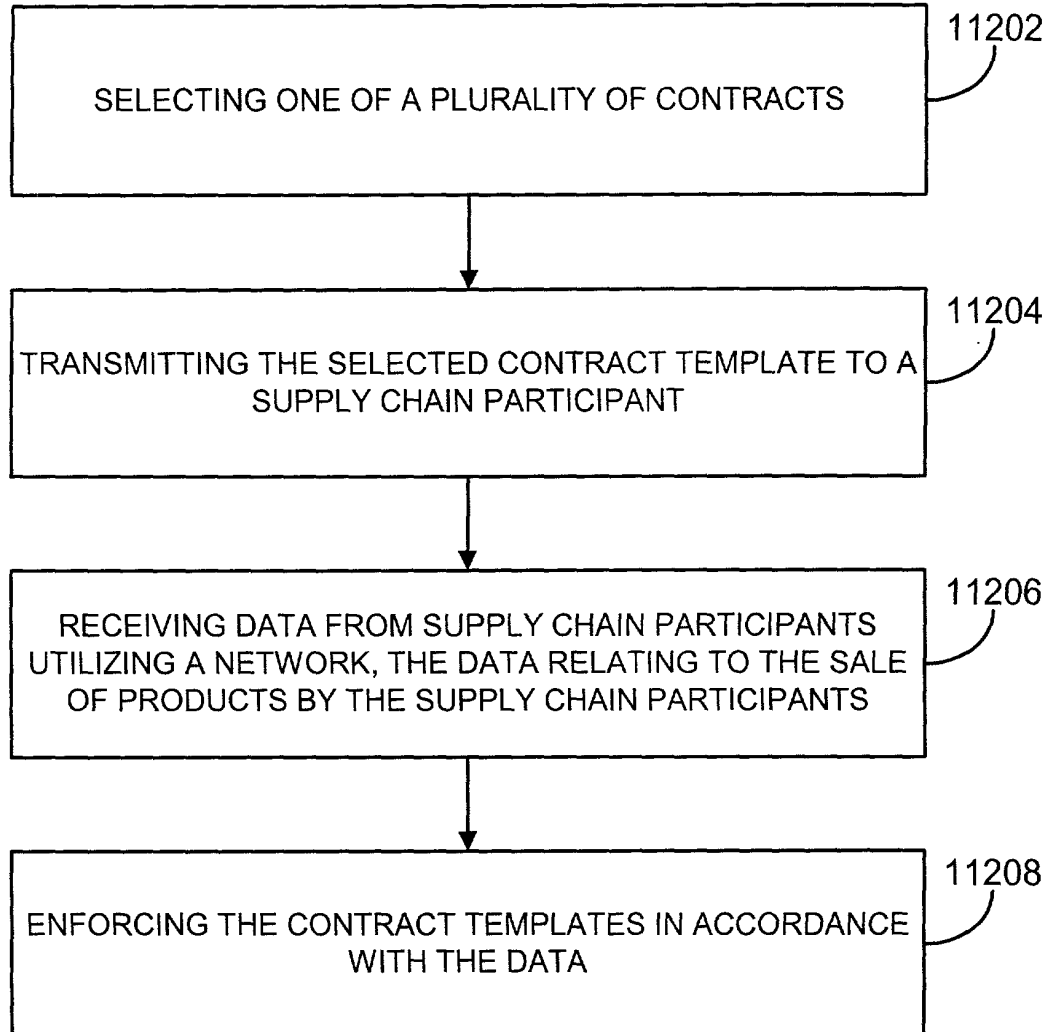 11202
SELECTING ONE OF A PLURALITY OF CONTRACTS
11204
TRANSMITTING THE SELECTED CONTRACT TEMPLATE TO A
SUPPLY CHAIN PARTICIPANT
11206
RECEIVING DATA FROM SUPPLY CHAIN PARTICIPANTS
UTILIZING A NETWORK, THE DATA RELATING TO THE SALE
OF PRODUCTS BY THE SUPPLY CHAIN PARTICIPANTS
11208
ENFORCING THE CONTRACT TEMPLATES IN ACCORDANCE
WITH THE DATA